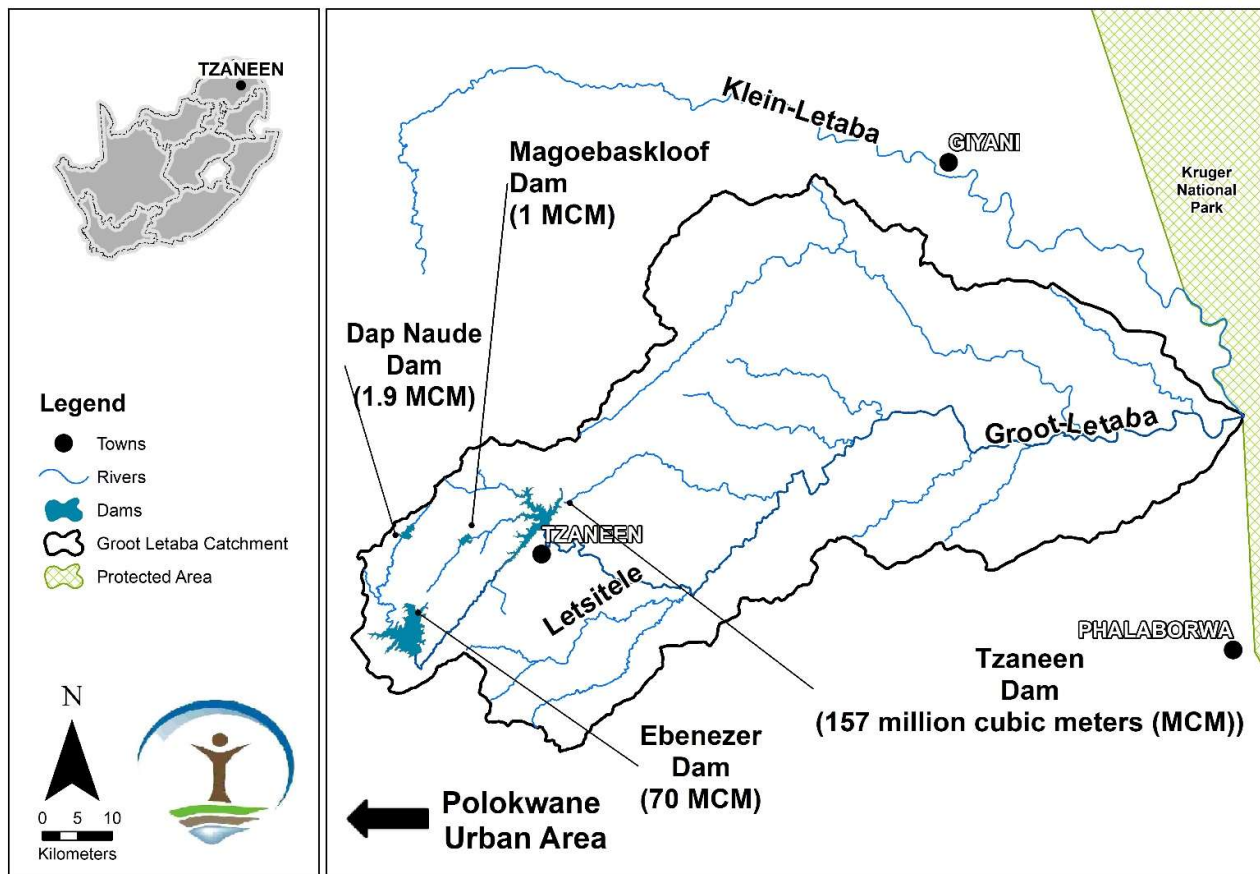 TZANEEN
Legend
Towns
Rivers
Dams
Groot Letaba Catchment
Protected Area
N
0 5 10
Kilometers
Klein-Letaba
GIYANI
Kruger
National
Park
Magoebaskloof
Dam
(1 MCM)
Dap Naude
Dam
(1.9 MCM)
Groot-Letaba
TZANEEN
Letsitele
PHALABORWA
Tzaneen
Dam
(157 million cubic meters (MCM))
Ebenezer
Dam
(70 MCM)
Polokwane
Urban Area